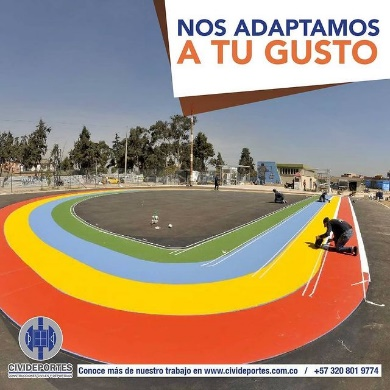 NOS ADAPTAMOS
A TU GUSTO
CIVIDEPORTES
Conoce más de nuestro trabajo en www.civideportes.com.co / +57 320 801 9774